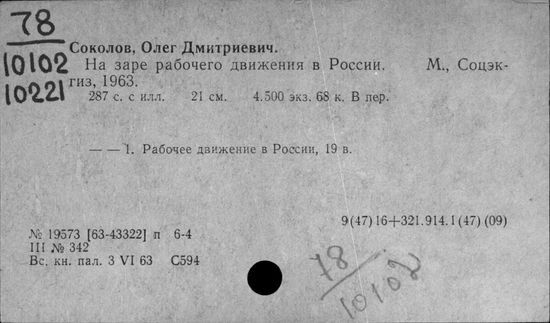 78
10102
10221
Соколов, Олег Дмитриевич.
На заре рабочего движения в России. М., Соцэк-
гиз, 1963.
287 с. с илл. 21 см. 4.500 экз. 68 к. В пер.
— — 1. Рабочее движение в России, 19 в.
9(47)16+321.914.1(47)(09)
№ 19573 [63-43322] п 6-4
III № 342
Вс. кн. пал. 3 VI 63 С594
78
10102